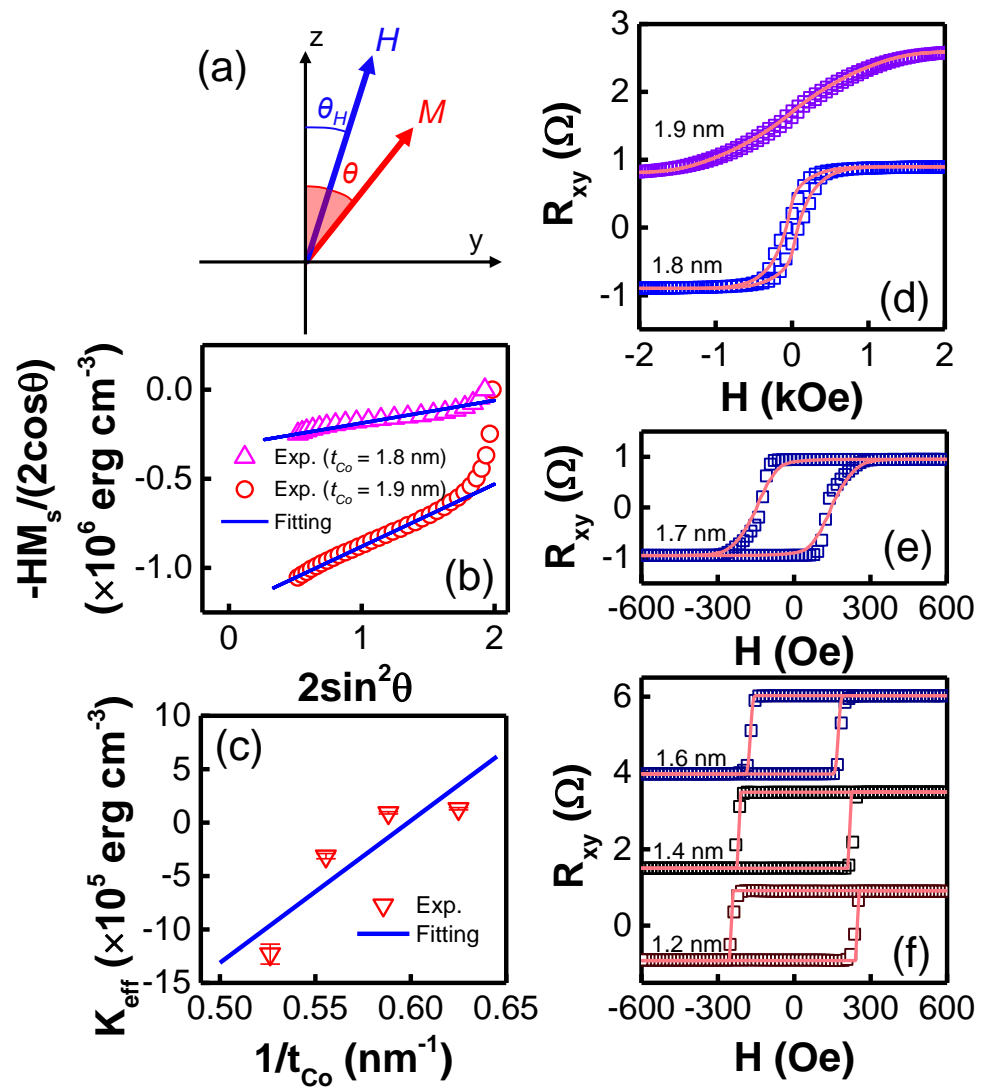 (a)
z
H
θH
M
θ
y
-HMs/(2cosθ)
(×10⁶ erg cm⁻³)
0.0
-0.5
-1.0
Exp. (tCo = 1.8 nm)
Exp. (tCo = 1.9 nm)
Fitting
(b)
0 1 2
2sin²θ
Keff (×10⁵ erg cm⁻³)
10
5
0
-5
-10
-15
(c)
Exp.
Fitting
0.50 0.55 0.60 0.65
1/tCo (nm⁻¹)
Rxy (Ω)
3
2
1
0
-1
1.9 nm
1.8 nm
(d)
-2 -1 0 1 2
H (kOe)
Rxy (Ω)
1
0
-1
1.7 nm
(e)
-600 -300 0 300 600
H (Oe)
Rxy (Ω)
6
4
2
0
1.6 nm
1.4 nm
1.2 nm
(f)
-600 -300 0 300 600
H (Oe)